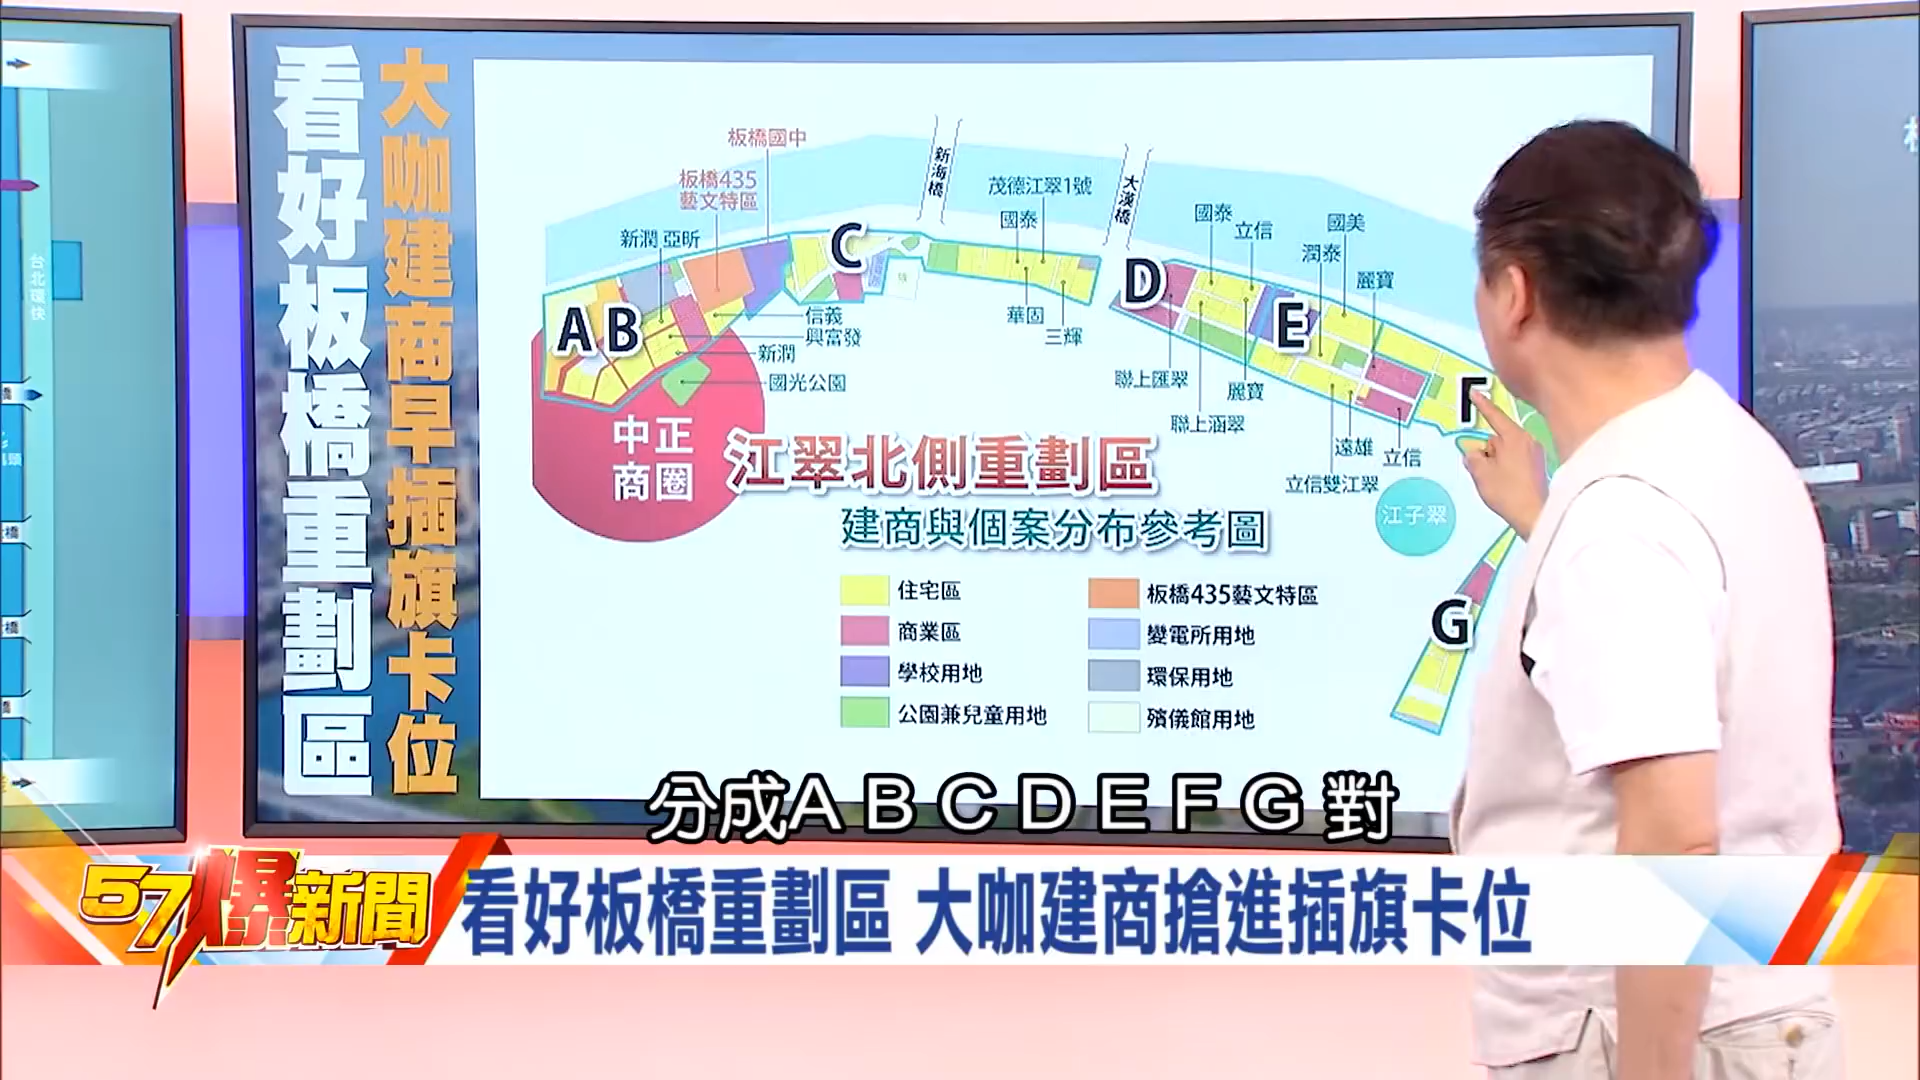 看好板橋重劃區
大咖建商早插旗卡位
板橋國中
板橋435
藝文特區
新潤 亞昕
新海橋
茂德江翠1號
國泰
大漢橋
國泰
立信
國美
潤泰
麗寶
A
B
C
D
E
F
G
華固
三輝
信義
興富發
新潤
國光公園
聯上匯翠
麗寶
聯上涵翠
遠雄
立信
立信雙江翠
江子翠
中正
商圈
江翠北側重劃區
建商與個案分布參考圖
住宅區
商業區
學校用地
公園兼兒童用地
板橋435藝文特區
變電所用地
環保用地
殯儀館用地
台北環快
橋
橋
分成A B C D E F G 對
57爆新聞
看好板橋重劃區 大咖建商搶進插旗卡位